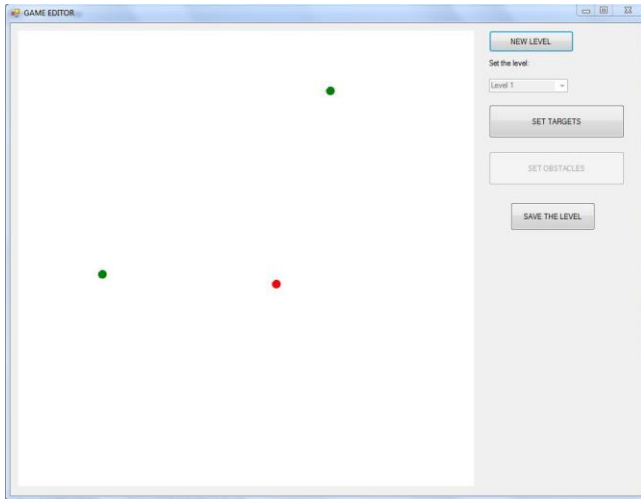 GAME EDITOR
NEW LEVEL
Set the level:
Level 1
SET TARGETS
SET OBSTACLES
SAVE THE LEVEL